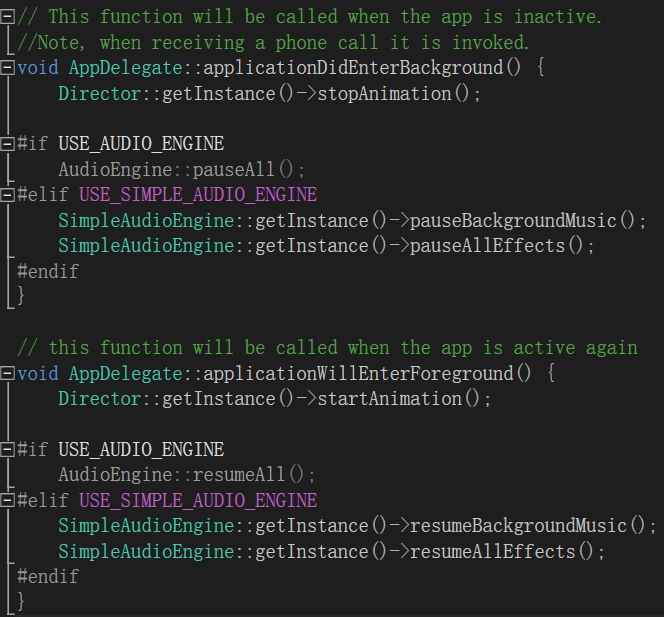 // This function will be called when the app is inactive.
//Note, when receiving a phone call it is invoked.
void AppDelegate::applicationDidEnterBackground() {
    Director::getInstance()->stopAnimation();

#if USE_AUDIO_ENGINE
    AudioEngine::pauseAll();
#elif USE_SIMPLE_AUDIO_ENGINE
    SimpleAudioEngine::getInstance()->pauseBackgroundMusic();
    SimpleAudioEngine::getInstance()->pauseAllEffects();
#endif
}

// this function will be called when the app is active again
void AppDelegate::applicationWillEnterForeground() {
    Director::getInstance()->startAnimation();

#if USE_AUDIO_ENGINE
    AudioEngine::resumeAll();
#elif USE_SIMPLE_AUDIO_ENGINE
    SimpleAudioEngine::getInstance()->resumeBackgroundMusic();
    SimpleAudioEngine::getInstance()->resumeAllEffects();
#endif
}